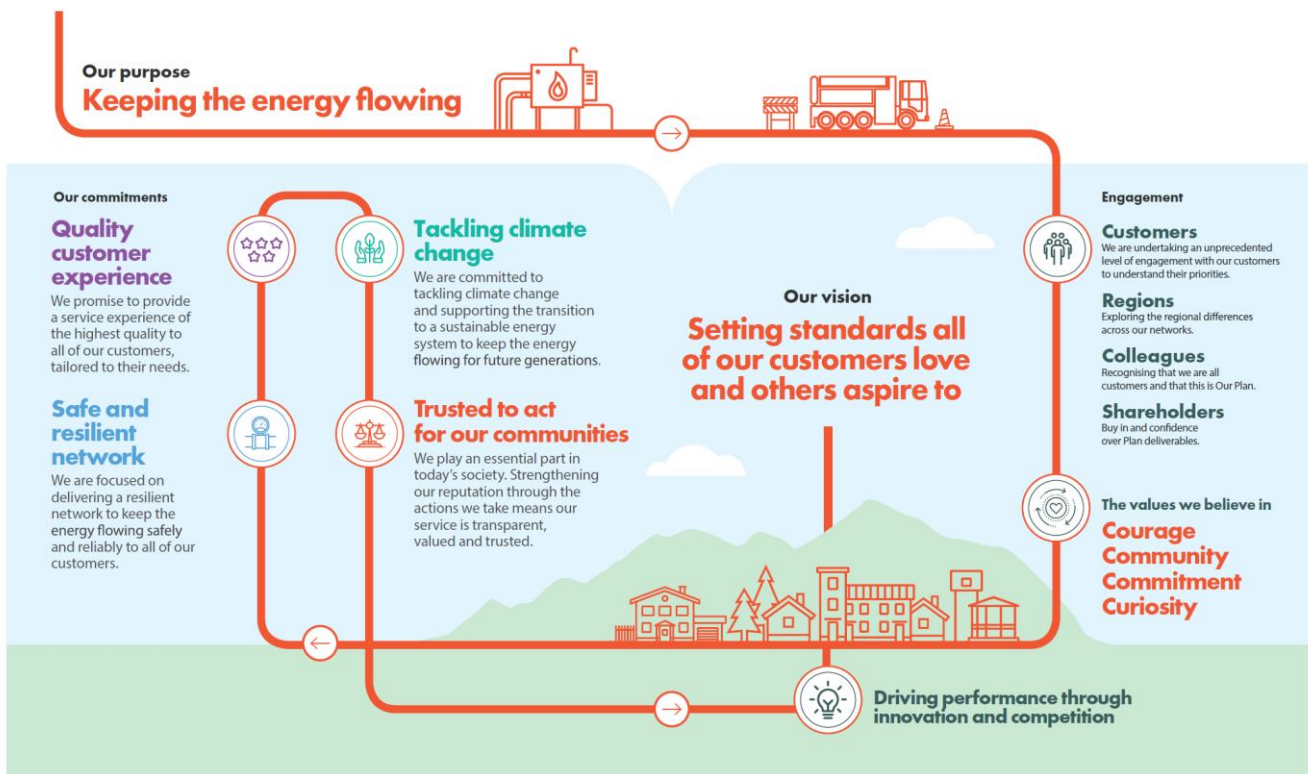 Our purpose
Keeping the energy flowing
Our commitments
Quality
customer
experience
We promise to provide
a service experience of
the highest quality to
all of our customers,
tailored to their needs.
Safe and
resilient
network
We are focused on
delivering a resilient
network to keep the
energy flowing safely
and reliably to all of our
customers.
Tackling climate
change
We are committed to
tackling climate change
and supporting the transition
to a sustainable energy
system to keep the energy
flowing for future generations.
Trusted to act
for our communities
We play an essential part in
today’s society. Strengthening
our reputation through the
actions we take means our
service is transparent,
valued and trusted.
Our vision
Setting standards all
of our customers love
and others aspire to
Engagement
Customers
We are undertaking an unprecedented
level of engagement with our customers
to understand their priorities.
Regions
Exploring the regional differences
across our networks.
Colleagues
Recognising that we are all
customers and that this is Our Plan.
Shareholders
Buy in and confidence
over Plan deliverables.
The values we believe in
Courage
Community
Commitment
Curiosity
Driving performance through
innovation and competition